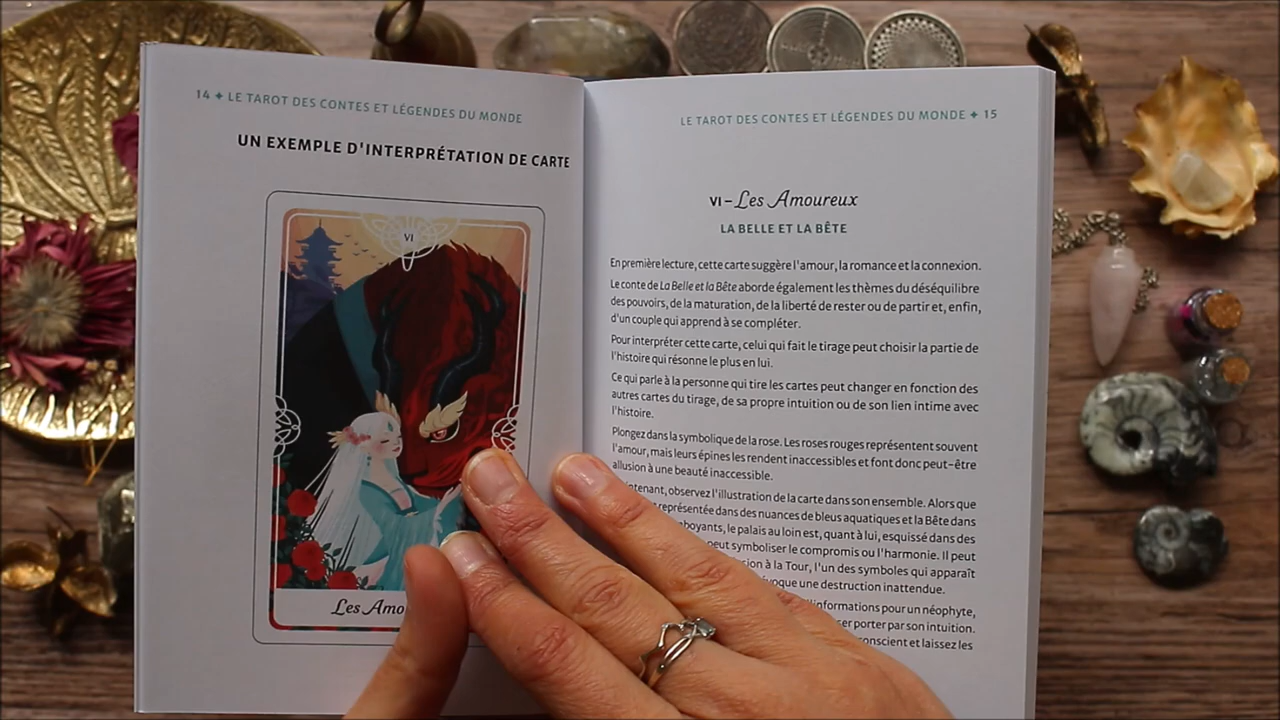 14 ✦ LE TAROT DES CONTES ET LÉGENDES DU MONDE
UN EXEMPLE D'INTERPRÉTATION DE CARTE
VI
Les Amo
LE TAROT DES CONTES ET LÉGENDES DU MONDE ✦ 15
VI – Les Amoureux
LA BELLE ET LA BÊTE
En première lecture, cette carte suggère l'amour, la romance et la connexion.
Le conte de La Belle et la Bête aborde également les thèmes du déséquilibre
des pouvoirs, de la maturation, de la liberté de rester ou de partir et, enfin,
d'un couple qui apprend à se compléter.
Pour interpréter cette carte, celui qui fait le tirage peut choisir la partie de
l'histoire qui résonne le plus en lui.
Ce qui parle à la personne qui tire les cartes peut changer en fonction des
autres cartes du tirage, de sa propre intuition ou de son lien intime avec
l'histoire.
Plongez dans la symbolique de la rose. Les roses rouges représentent souvent
l'amour, mais leurs épines les rendent inaccessibles et font donc peut-être
allusion à une beauté inaccessible.
ntenant, observez l'illustration de la carte dans son ensemble. Alors que
représentée dans des nuances de bleus aquatiques et la Bête dans
mboyants, le palais au loin est, quant à lui, esquissé dans des
peut symboliser le compromis ou l'harmonie. Il peut
sion à la Tour, l'un des symboles qui apparaît
évoque une destruction inattendue.
d'informations pour un néophyte,
ser porter par son intuition.
conscient et laissez les